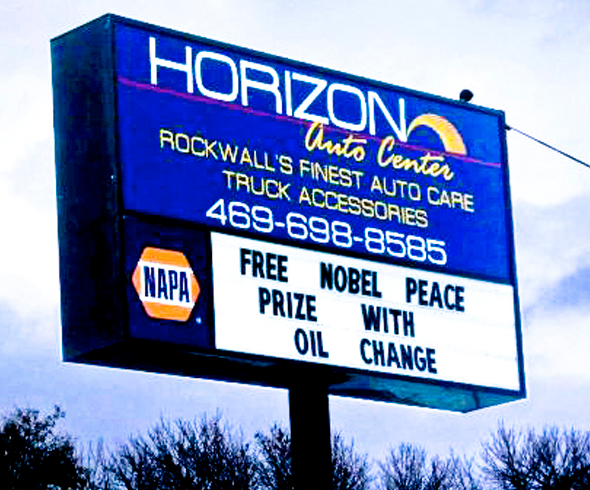 HORIZON
Auto Center
ROCKWALL'S FINEST AUTO CARE
TRUCK ACCESSORIES
469-698-8585
NAPA
FREE NOBEL PEACE
PRIZE WITH
OIL CHANGE